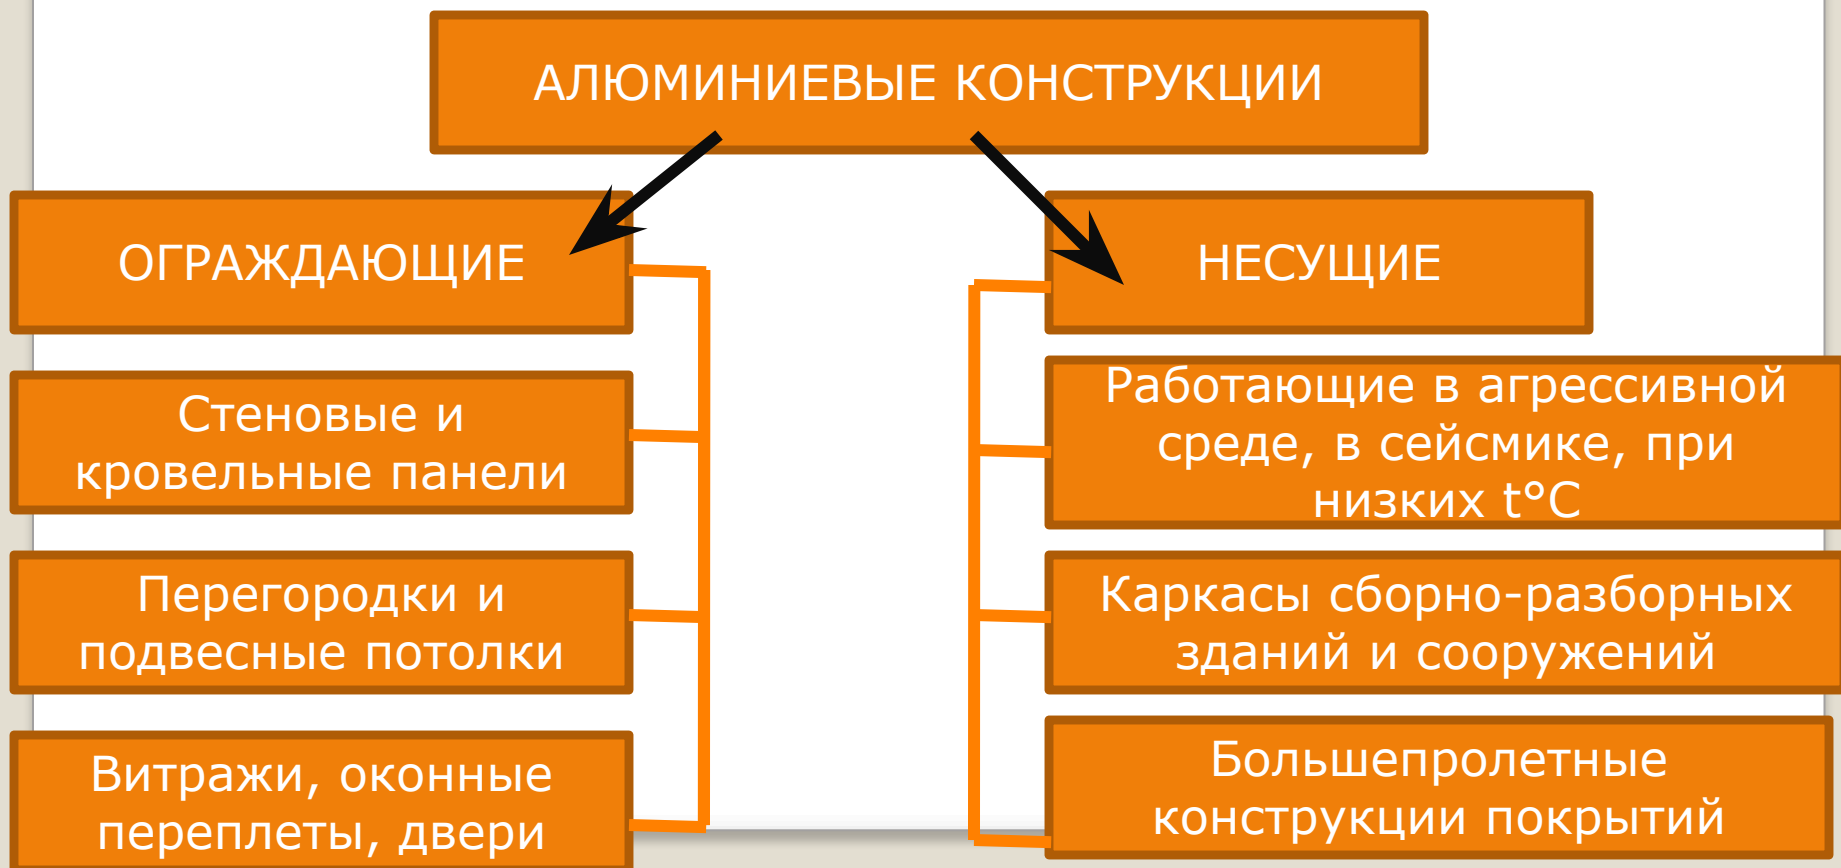 АЛЮМИНИЕВЫЕ КОНСТРУКЦИИ
ОГРАЖДАЮЩИЕ
Стеновые и
кровельные панели
Перегородки и
подвесные потолки
Витражи, оконные
переплеты, двери
НЕСУЩИЕ
Работающие в агрессивной
среде, в сейсмике, при
низких t°C
Каркасы сборно-разборных
зданий и сооружений
Большепролетные
конструкции покрытий